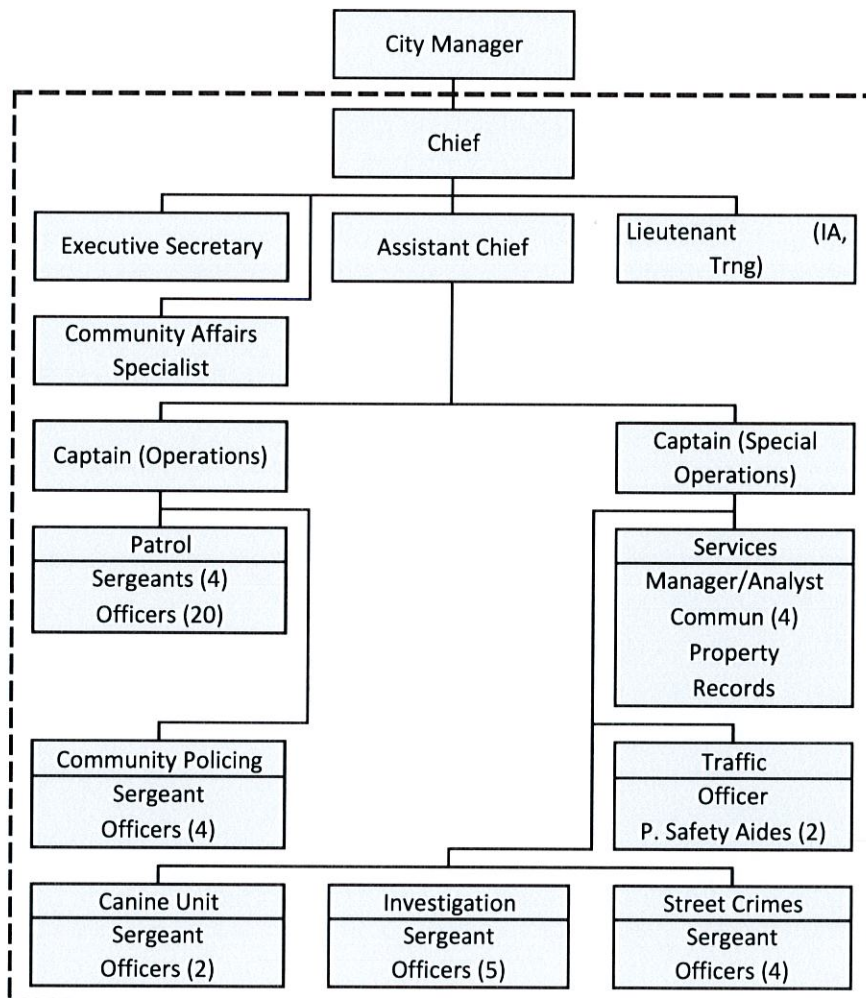 City Manager
Chief
Executive Secretary
Assistant Chief
Lieutenant (IA,
Trng)
Community Affairs
Specialist
Captain (Operations)
Captain (Special
Operations)
Patrol
Sergeants (4)
Officers (20)
Services
Manager/Analyst
Commun (4)
Property
Records
Community Policing
Sergeant
Officers (4)
Traffic
Officer
P. Safety Aides (2)
Canine Unit
Sergeant
Officers (2)
Investigation
Sergeant
Officers (5)
Street Crimes
Sergeant
Officers (4)